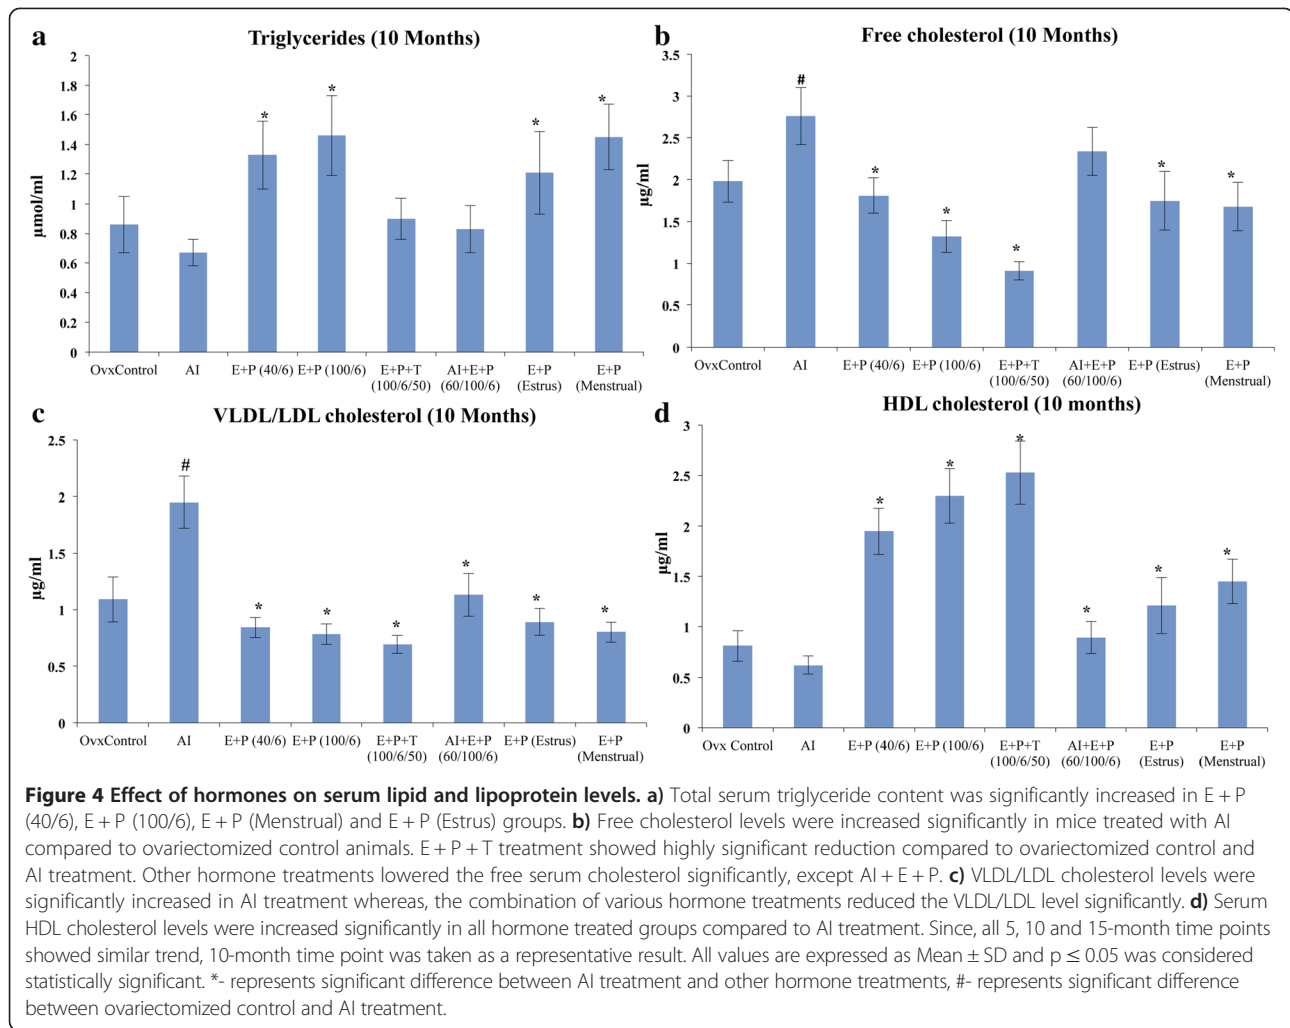 a
Triglycerides (10 Months)
2
1.8
1.6
1.4
1.2
1
0.8
0.6
0.4
0.2
0
µmol/ml
* * * *
OvxControl AI E+P (40/6) E+P (100/6) E+P+T AI+E+P E+P E+P
(100/6/50) (60/100/6) (Estrus) (Menstrual)
b
Free cholesterol (10 Months)
3.5
3
2.5
2
1.5
1
0.5
0
µg/ml
# * * * * *
OvxControl AI E+P (40/6) E+P (100/6) E+P+T AI+E+P E+P (Estrus) E+P
(100/6/50) (60/100/6) (Menstrual)
c
VLDL/LDL cholesterol (10 Months)
2.5
2
1.5
1
0.5
0
µg/ml
# * * * * * *
OvxControl AI E+P (40/6) E+P (100/6) E+P+T AI+E+P E+P (Estrus) E+P
(100/6/50) (60/100/6) (Menstrual)
d
HDL cholesterol (10 months)
3
2.5
2
1.5
1
0.5
0
µg/ml
* * * * * *
Ovx Control AI E+P (40/6) E+P (100/6) E+P+T AI+E+P E+P E+P
(100/6/50) (60/100/6) (Estrus) (Menstrual)
Figure 4 Effect of hormones on serum lipid and lipoprotein levels. a) Total serum triglyceride content was significantly increased in E + P
(40/6), E + P (100/6), E + P (Menstrual) and E + P (Estrus) groups. b) Free cholesterol levels were increased significantly in mice treated with AI
compared to ovariectomized control animals. E + P + T treatment showed highly significant reduction compared to ovariectomized control and
AI treatment. Other hormone treatments lowered the free serum cholesterol significantly, except AI + E + P. c) VLDL/LDL cholesterol levels were
significantly increased in AI treatment whereas, the combination of various hormone treatments reduced the VLDL/LDL level significantly. d) Serum
HDL cholesterol levels were increased significantly in all hormone treated groups compared to AI treatment. Since, all 5, 10 and 15-month time points
showed similar trend, 10-month time point was taken as a representative result. All values are expressed as Mean ± SD and p ≤ 0.05 was considered
statistically significant. *- represents significant difference between AI treatment and other hormone treatments, #- represents significant difference
between ovariectomized control and AI treatment.